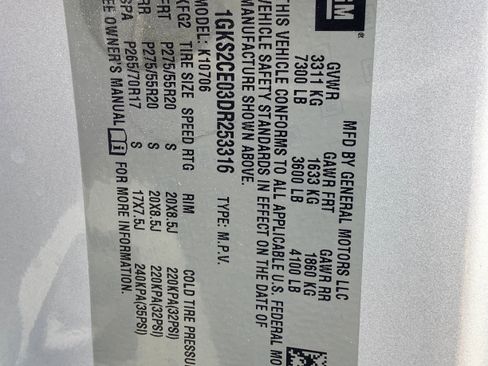 GM
MFD BY GENERAL MOTORS LLC
GVWR GAWR FRT GAWR RR
3311 KG 1633 KG 1860 KG
7300 LB 3600 LB 4100 LB
THIS VEHICLE CONFORMS TO ALL APPLICABLE U.S. FEDERAL MO
VEHICLE SAFETY STANDARDS IN EFFECT ON THE DATE OF
MANUFACTURE SHOWN ABOVE.
1GKS2CE03DR253316 TYPE: M.P.V.
MODEL: K10706
KFG2 TIRE SIZE SPEED RTG RIM COLD TIRE PRESSU
FRT P275/55R20 S 20X8.5J 220KPA(32PSI)
RR P275/55R20 S 20X8.5J 220KPA(32PSI)
SPA P265/70R17 S 17X7.5J 240KPA(35PSI)
EE OWNER'S MANUAL FOR MORE INFORMATION.